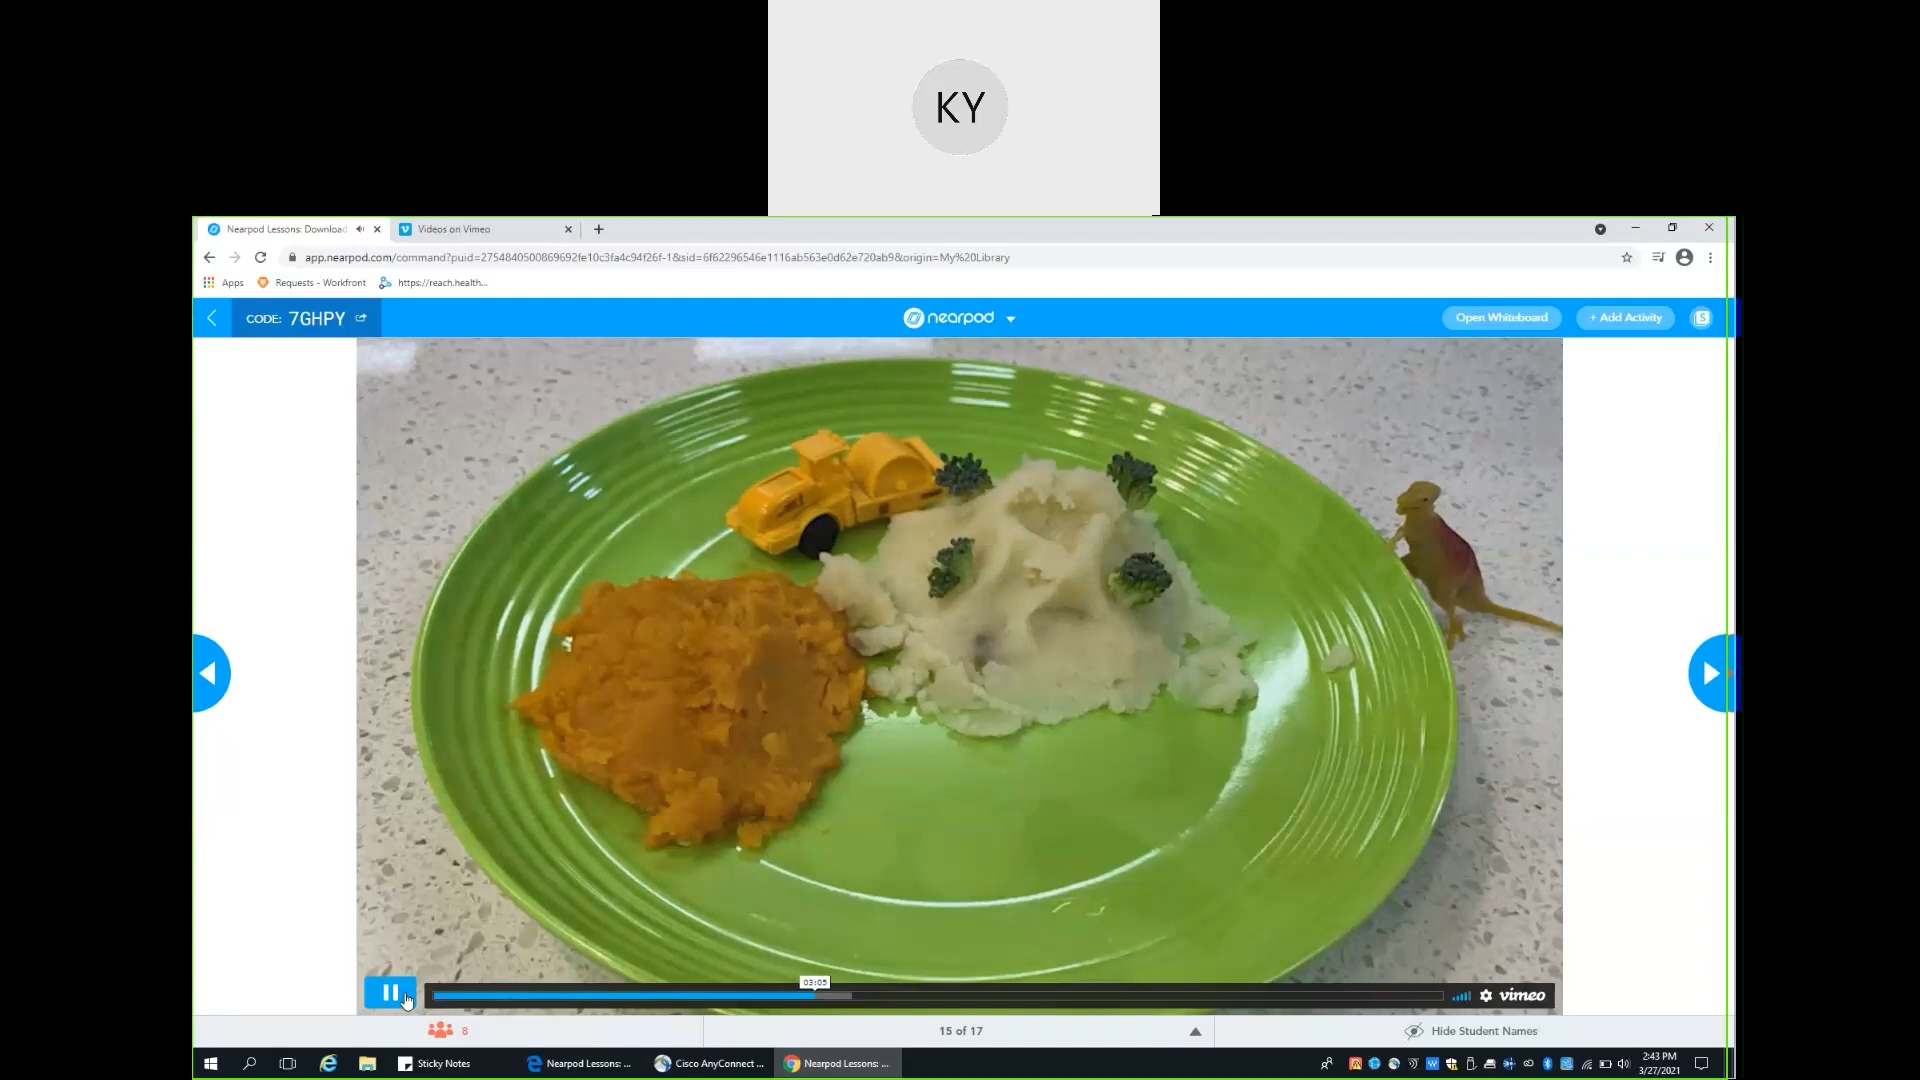 KY
Nearpod Lessons: Download
Videos on Vimeo
app.nearpod.com/command?puid=2754840500869692fe10c3fa4c94f26f-1&sid=6f62296546e1116ab563e0d62e720ab9&origin=My%20Library
Apps
Requests - Workfront
https://reach.health...
CODE: 7GHPY
nearpod
Open Whiteboard
+ Add Activity
S
03:05
vimeo
8
15 of 17
Hide Student Names
Sticky Notes
Nearpod Lessons: ...
Cisco AnyConnect ...
Nearpod Lessons: ...
2:43 PM
3/27/2021